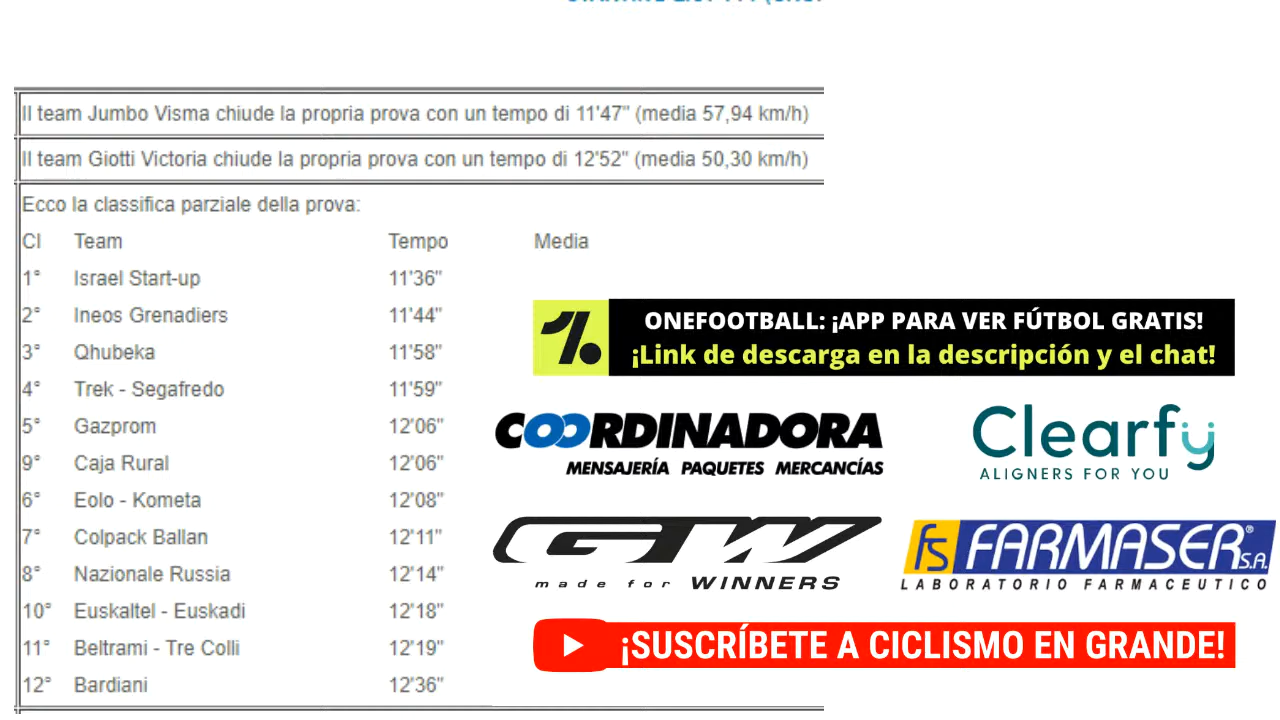 Il team Jumbo Visma chiude la propria prova con un tempo di 11'47" (media 57,94 km/h)
Il team Giotti Victoria chiude la propria prova con un tempo di 12'52" (media 50,30 km/h)
Ecco la classifica parziale della prova:
Cl Team Tempo Media
1° Israel Start-up 11'36"
2° Ineos Grenadiers 11'44"
3° Qhubeka 11'58"
4° Trek - Segafredo 11'59"
5° Gazprom 12'06"
9° Caja Rural 12'06"
6° Eolo - Kometa 12'08"
7° Colpack Ballan 12'11"
8° Nazionale Russia 12'14"
10° Euskaltel - Euskadi 12'18"
11° Beltrami - Tre Colli 12'19"
12° Bardiani 12'36"
1.
ONEFOOTBALL: ¡APP PARA VER FÚTBOL GRATIS!
¡Link de descarga en la descripción y el chat!
COORDINADORA
MENSAJERÍA PAQUETES MERCANCÍAS
Clearfy
ALIGNERS FOR YOU
GW
made for WINNERS
fs FARMASER® S.A.
LABORATORIO FARMACEUTICO
¡SUSCRÍBETE A CICLISMO EN GRANDE!